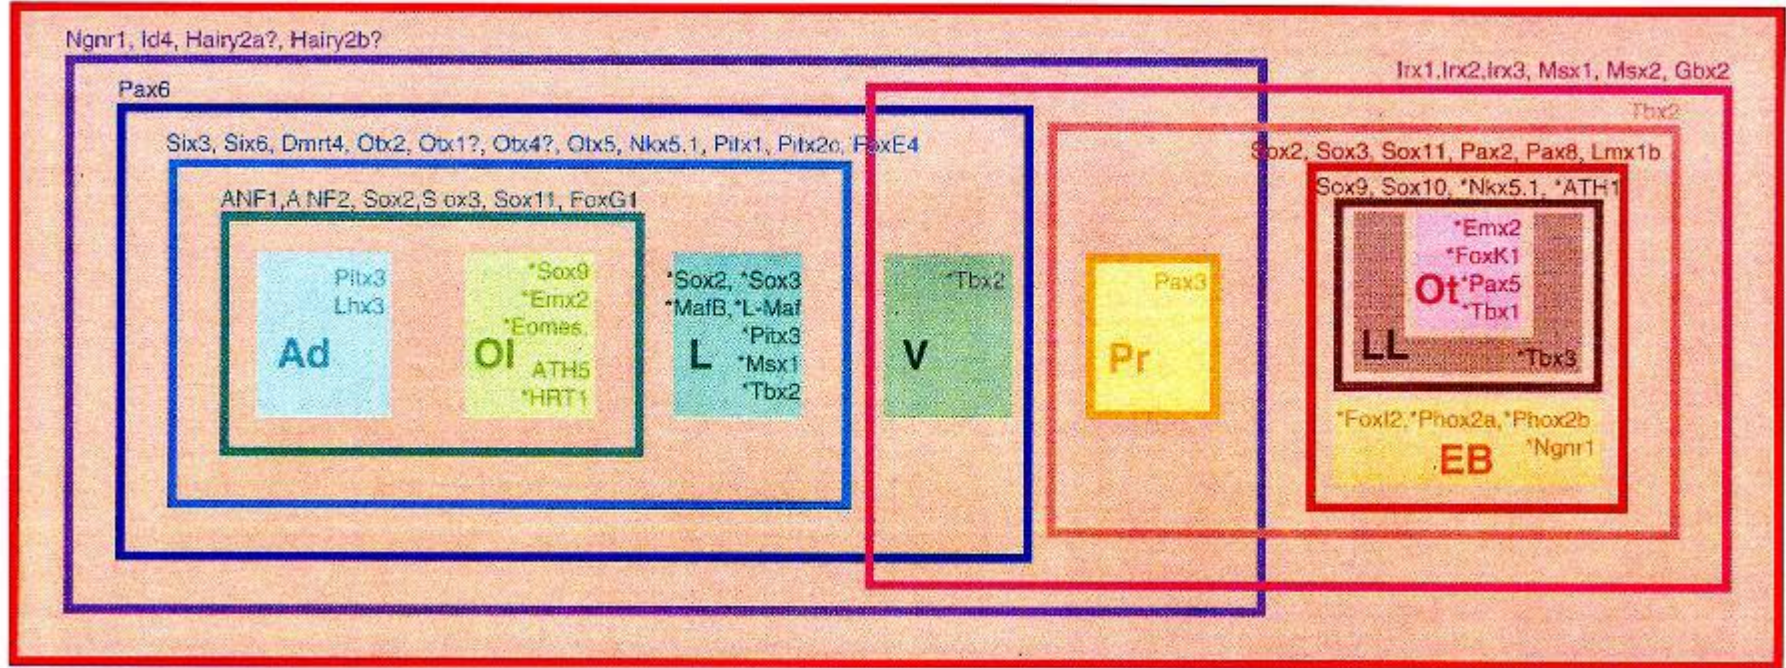 Ngnr1, Id4, Hairy2a?, Hairy2b?
Irx1.Irx2,Irx3, Msx1, Msx2, Gbx2
Pax6
Tbx2
Six3, Six6, Dmrt4, Otx2, Otx1?, Otx4?, Otx5, Nkx5.1, Pitx1, Pitx2c, FoxE4
Sox2, Sox3, Sox11, Pax2, Pax8, Lmx1b
ANF1,A NF2, Sox2,S ox3, Sox11, FoxG1
Sox9, Sox10, *Nkx5.1, *ATH1
Pitx3
Lhx3
Ad
*Sox9
*Emx2
*Eomes,
ATH5
*HRT1
Ol
*Sox2, *Sox3
*MafB,*L-Maf
*Pitx3
*Msx1
*Tbx2
L
*Tbx2
V
Pax3
Pr
*Emx2
*FoxK1
*Pax5
*Tbx1
Ot
LL
*Tbx3
*FoxI2,*Phox2a,*Phox2b
*Ngnr1
EB